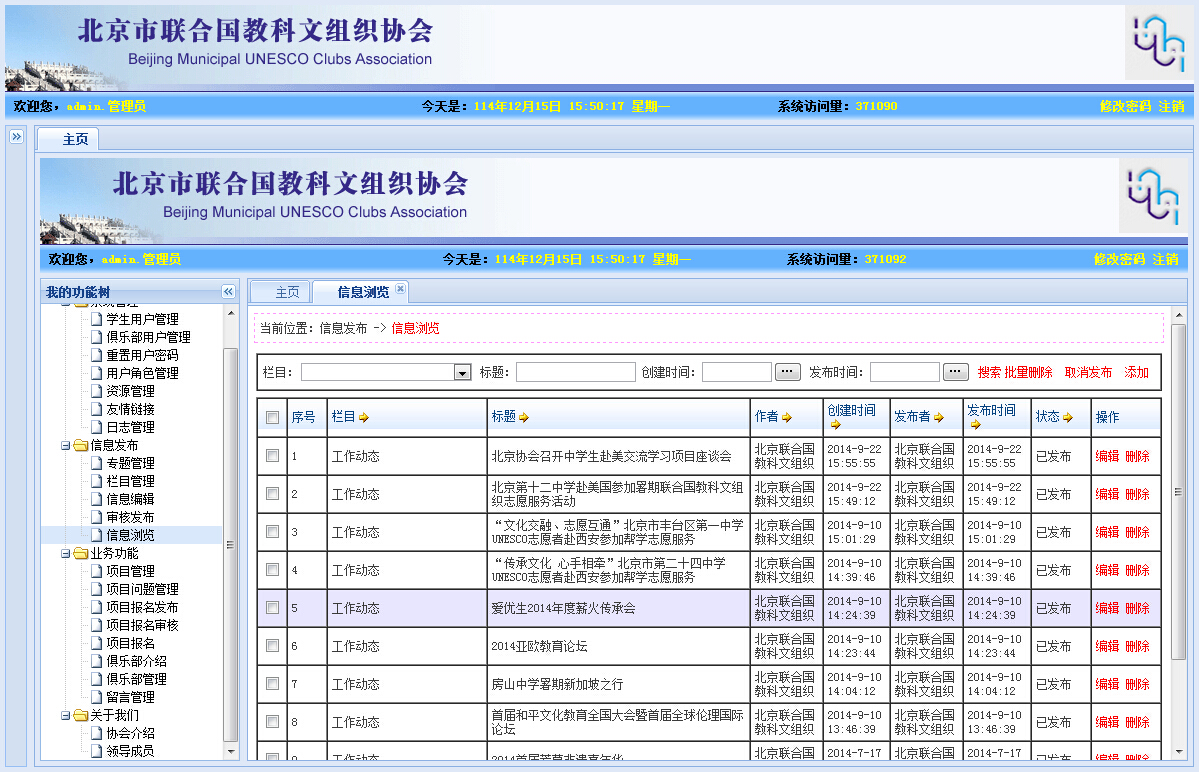 北京市联合国教科文组织协会
Beijing Municipal UNESCO Clubs Association
欢迎您，admin.管理员 今天是：114年12月15日 15:50:17 星期一 系统访问量：371090 修改密码 注销
主页
北京市联合国教科文组织协会
Beijing Municipal UNESCO Clubs Association
欢迎您，admin.管理员 今天是：114年12月15日 15:50:17 星期一 系统访问量：371092 修改密码 注销
我的功能树
系统管理
学生用户管理
俱乐部用户管理
重置用户密码
用户角色管理
资源管理
友情链接
日志管理
信息发布
专题管理
栏目管理
信息编辑
审核发布
信息浏览
业务功能
项目管理
项目问题管理
项目报名发布
项目报名审核
项目报名
俱乐部介绍
俱乐部管理
留言管理
关于我们
协会介绍
领导成员
主页 信息浏览
当前位置：信息发布 -> 信息浏览
栏目： 标题： 创建时间： ... 发布时间： ... 搜索 批量删除 取消发布 添加
序号 栏目 标题 作者 创建时间 发布者 发布时间 状态 操作
1 工作动态 北京协会召开中学生赴美交流学习项目座谈会 北京联合国教科文组织 2014-9-22 15:55:55 北京联合国教科文组织 2014-9-22 15:55:55 已发布 编辑 删除
2 工作动态 北京第十二中学赴美国参加暑期联合国教科文组织志愿服务活动 北京联合国教科文组织 2014-9-22 15:49:12 北京联合国教科文组织 2014-9-22 15:49:12 已发布 编辑 删除
3 工作动态 “文化交融、志愿互通”北京市丰台区第一中学UNESCO志愿者赴西安参加帮学志愿服务 北京联合国教科文组织 2014-9-10 15:01:29 北京联合国教科文组织 2014-9-10 15:01:29 已发布 编辑 删除
4 工作动态 “传承文化 心手相牵”北京市第二十四中学UNESCO志愿者赴西安参加帮学志愿服务 北京联合国教科文组织 2014-9-10 14:39:46 北京联合国教科文组织 2014-9-10 14:39:46 已发布 编辑 删除
5 工作动态 爱优生2014年度薪火传承会 北京联合国教科文组织 2014-9-10 14:24:39 北京联合国教科文组织 2014-9-10 14:24:39 已发布 编辑 删除
6 工作动态 2014亚欧教育论坛 北京联合国教科文组织 2014-9-10 14:23:44 北京联合国教科文组织 2014-9-10 14:23:44 已发布 编辑 删除
7 工作动态 房山中学暑期新加坡之行 北京联合国教科文组织 2014-9-10 14:04:12 北京联合国教科文组织 2014-9-10 14:04:12 已发布 编辑 删除
8 工作动态 首届和平文化教育全国大会暨首届全球伦理国际论坛 北京联合国教科文组织 2014-9-10 13:46:39 北京联合国教科文组织 2014-9-10 13:46:39 已发布 编辑 删除
9 工作动态 北京联合国 2014-7-17 北京联合国 2014-7-17 已发布 编辑 删除